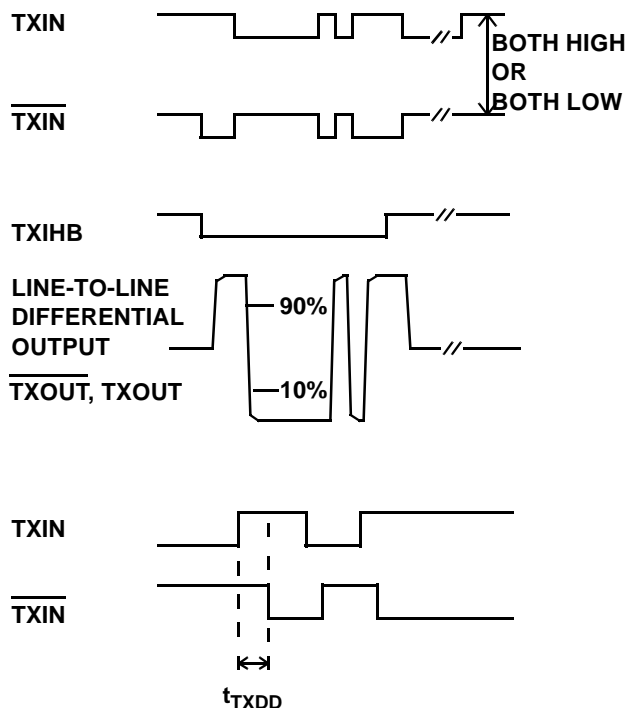 TXIN
BOTH HIGH
OR
BOTH LOW
TXIN
TXIHB
LINE-TO-LINE
DIFFERENTIAL
OUTPUT
TXOUT, TXOUT
90%
10%
TXIN
TXIN
tTXDD